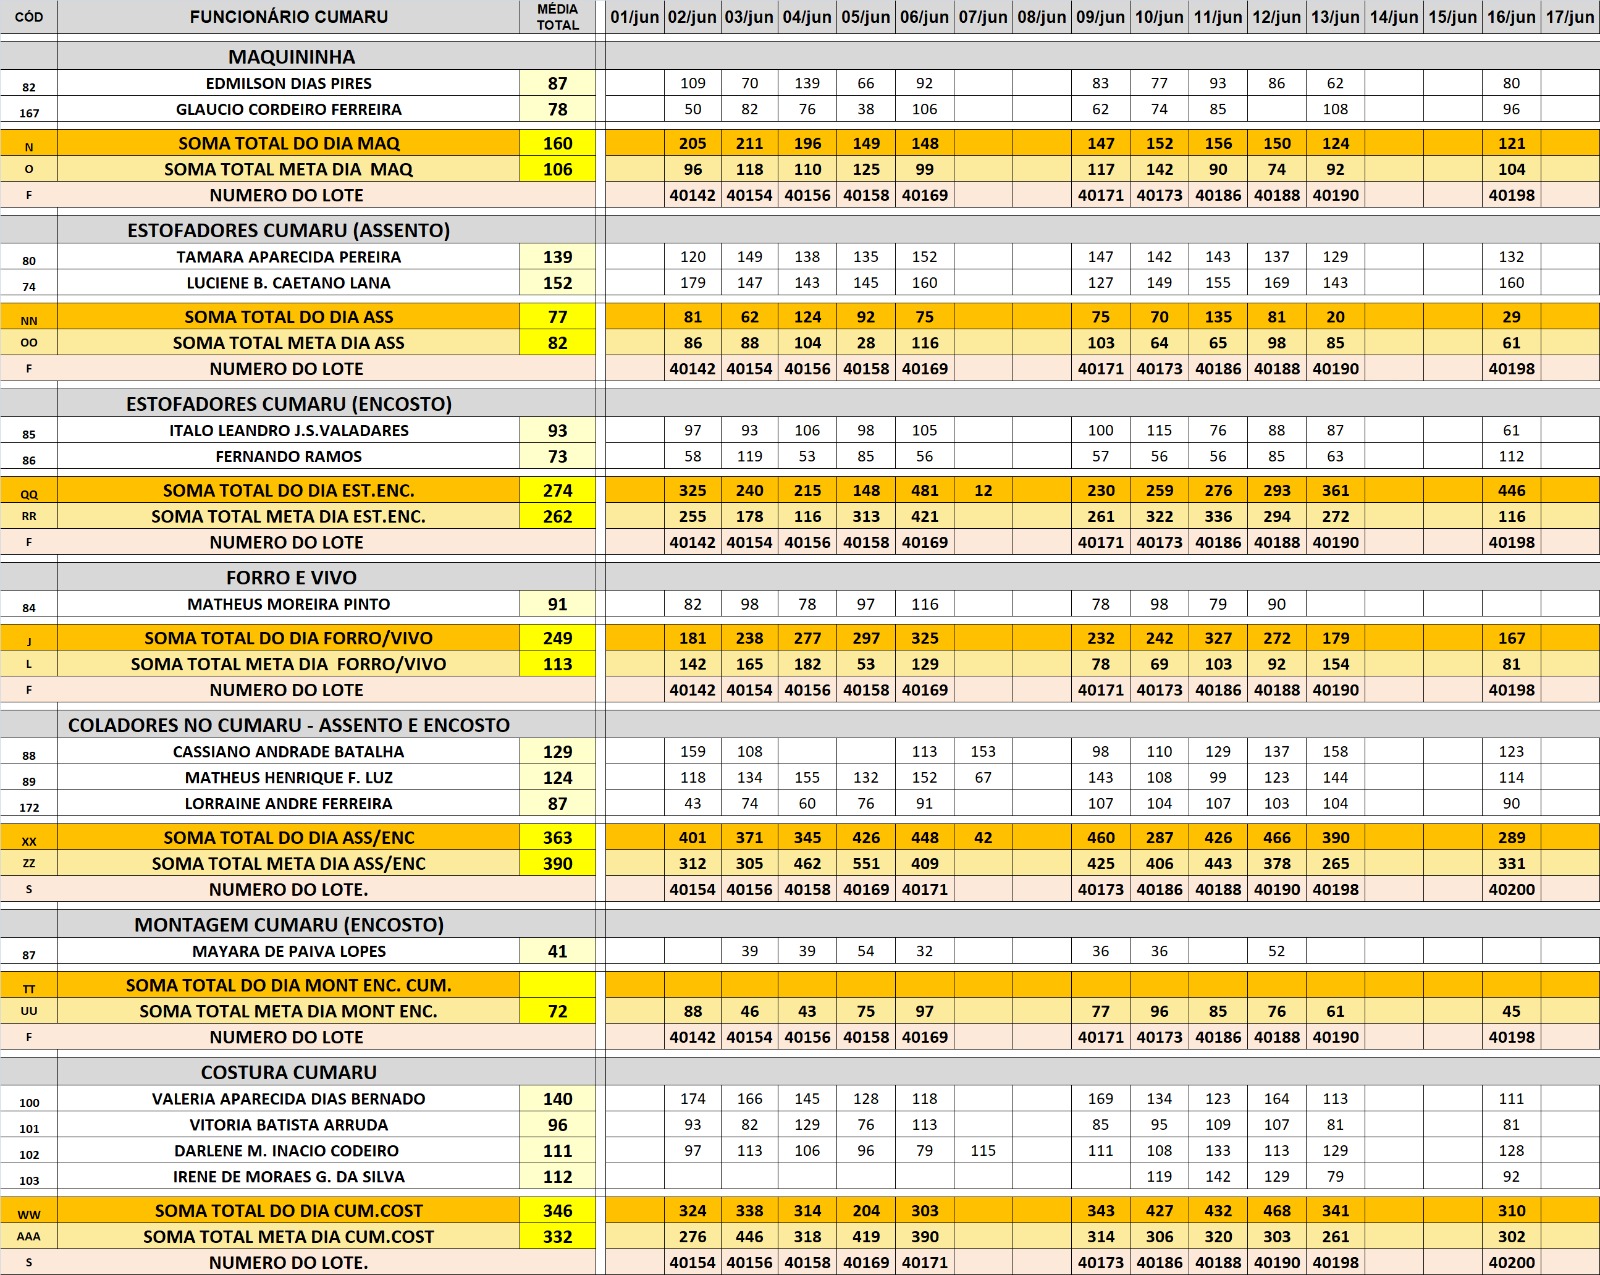 CÓD FUNCIONÁRIO CUMARU MÉDIA TOTAL 01/jun 02/jun 03/jun 04/jun 05/jun 06/jun 07/jun 08/jun 09/jun 10/jun 11/jun 12/jun 13/jun 14/jun 15/jun 16/jun 17/jun
MAQUININHA
82 EDMILSON DIAS PIRES 87 109 70 139 66 92 83 77 93 86 62 80
167 GLAUCIO CORDEIRO FERREIRA 78 50 82 76 38 106 62 74 85 108 96
N SOMA TOTAL DO DIA MAQ 160 205 211 196 149 148 147 152 156 150 124 121
O SOMA TOTAL META DIA MAQ 106 96 118 110 125 99 117 142 90 74 92 104
F NUMERO DO LOTE 40142 40154 40156 40158 40169 40171 40173 40186 40188 40190 40198
ESTOFADORES CUMARU (ASSENTO)
80 TAMARA APARECIDA PEREIRA 139 120 149 138 135 152 147 142 143 137 129 132
74 LUCIENE B. CAETANO LANA 152 179 147 143 145 160 127 149 155 169 143 160
NN SOMA TOTAL DO DIA ASS 77 81 62 124 92 75 75 70 135 81 20 29
OO SOMA TOTAL META DIA ASS 82 86 88 104 28 116 103 64 65 98 85 61
F NUMERO DO LOTE 40142 40154 40156 40158 40169 40171 40173 40186 40188 40190 40198
ESTOFADORES CUMARU (ENCOSTO)
85 ITALO LEANDRO J.S.VALADARES 93 97 93 106 98 105 100 115 76 88 87 61
86 FERNANDO RAMOS 73 58 119 53 85 56 57 56 56 85 63 112
QQ SOMA TOTAL DO DIA EST.ENC. 274 325 240 215 148 481 12 230 259 276 293 361 446
RR SOMA TOTAL META DIA EST.ENC. 262 255 178 116 313 421 261 322 336 294 272 116
F NUMERO DO LOTE 40142 40154 40156 40158 40169 40171 40173 40186 40188 40190 40198
FORRO E VIVO
84 MATHEUS MOREIRA PINTO 91 82 98 78 97 116 78 98 79 90
J SOMA TOTAL DO DIA FORRO/VIVO 249 181 238 277 297 325 232 242 327 272 179 167
L SOMA TOTAL META DIA FORRO/VIVO 113 142 165 182 53 129 78 69 103 92 154 81
F NUMERO DO LOTE 40142 40154 40156 40158 40169 40171 40173 40186 40188 40190 40198
COLADORES NO CUMARU - ASSENTO E ENCOSTO
88 CASSIANO ANDRADE BATALHA 129 159 108 113 153 98 110 129 137 158 123
89 MATHEUS HENRIQUE F. LUZ 124 118 134 155 132 152 67 143 108 99 123 144 114
172 LORRAINE ANDRE FERREIRA 87 43 74 60 76 91 107 104 107 103 104 90
XX SOMA TOTAL DO DIA ASS/ENC 363 401 371 345 426 448 42 460 287 426 466 390 289
ZZ SOMA TOTAL META DIA ASS/ENC 390 312 305 462 551 409 425 406 443 378 265 331
S NUMERO DO LOTE. 40154 40156 40158 40169 40171 40173 40186 40188 40190 40198 40200
MONTAGEM CUMARU (ENCOSTO)
87 MAYARA DE PAIVA LOPES 41 39 39 54 32 36 36 52
TT SOMA TOTAL DO DIA MONT ENC. CUM.
UU SOMA TOTAL META DIA MONT ENC. 72 88 46 43 75 97 77 96 85 76 61 45
F NUMERO DO LOTE 40142 40154 40156 40158 40169 40171 40173 40186 40188 40190 40198
COSTURA CUMARU
100 VALERIA APARECIDA DIAS BERNADO 140 174 166 145 128 118 169 134 123 164 113 111
101 VITORIA BATISTA ARRUDA 96 93 82 129 76 113 85 95 109 107 81 81
102 DARLENE M. INACIO CODEIRO 111 97 113 106 96 79 115 111 108 133 113 129 128
103 IRENE DE MORAES G. DA SILVA 112 119 142 129 79 92
WW SOMA TOTAL DO DIA CUM.COST 346 324 338 314 204 303 343 427 432 468 341 310
AAA SOMA TOTAL META DIA CUM.COST 332 276 446 318 419 390 314 306 320 303 261 302
S NUMERO DO LOTE. 40154 40156 40158 40169 40171 40173 40186 40188 40190 40198 40200